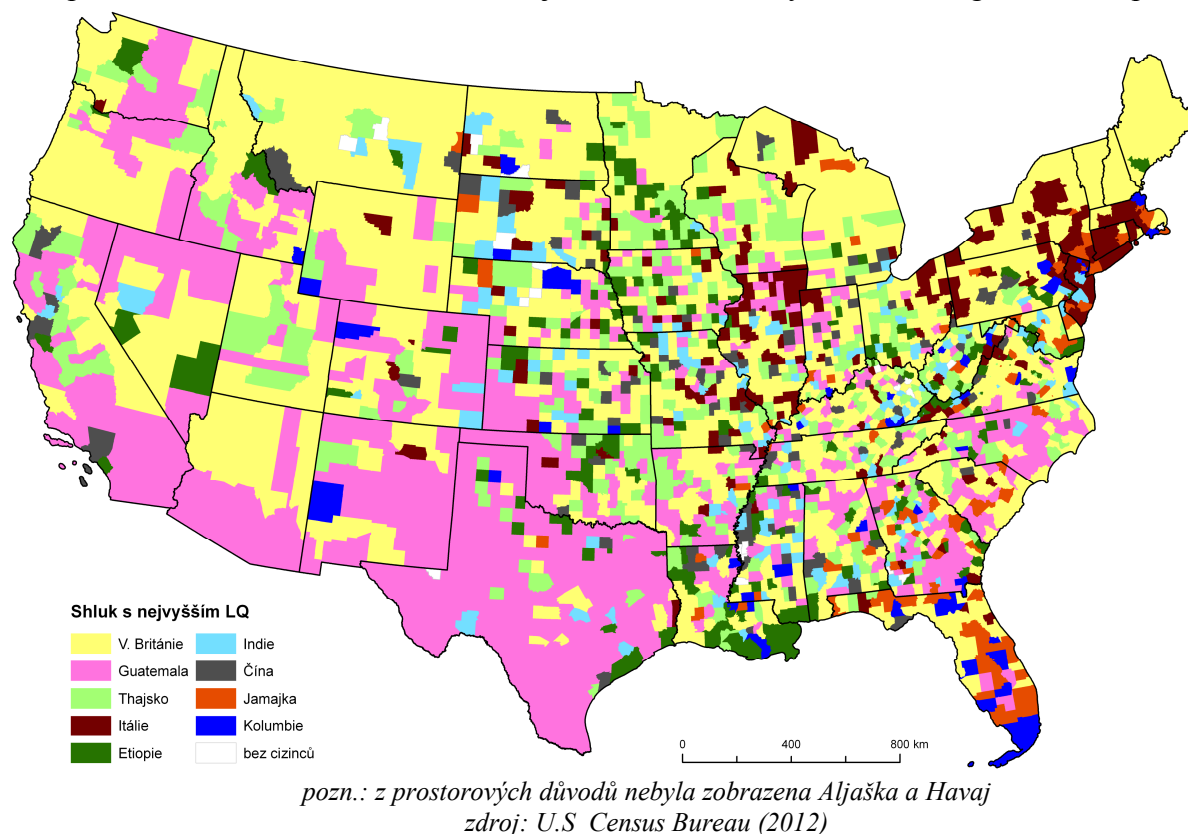 Shluk s nejvyšším LQ
V. Británie
Indie
Guatemala
Čína
Thajsko
Jamajka
Itálie
Kolumbie
Etiopie
bez cizinců
0 400 800 km
pozn.: z prostorových důvodů nebyla zobrazena Aljaška a Havaj
zdroj: U.S Census Bureau (2012)